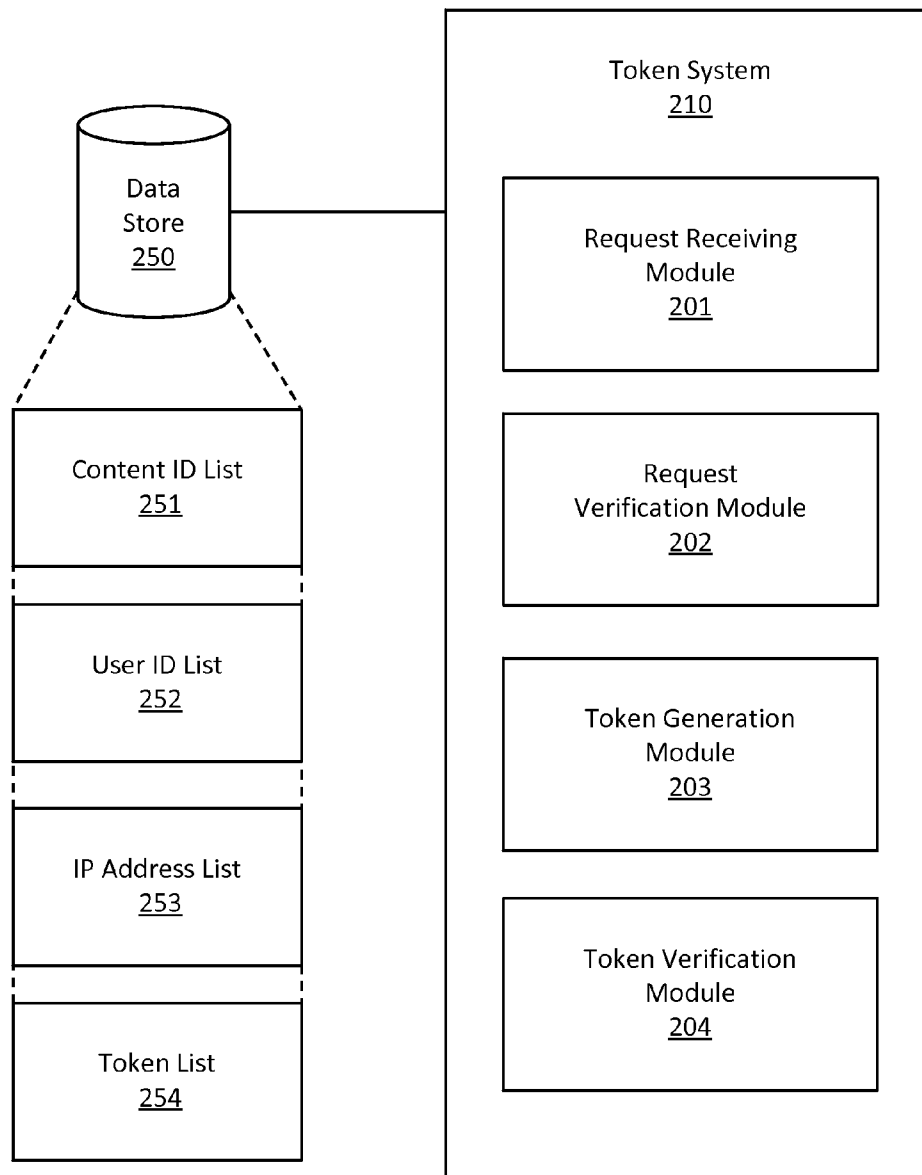 Data
Store
250
Content ID List
251
User ID List
252
IP Address List
253
Token List
254
Token System
210
Request Receiving
Module
201
Request
Verification Module
202
Token Generation
Module
203
Token Verification
Module
204